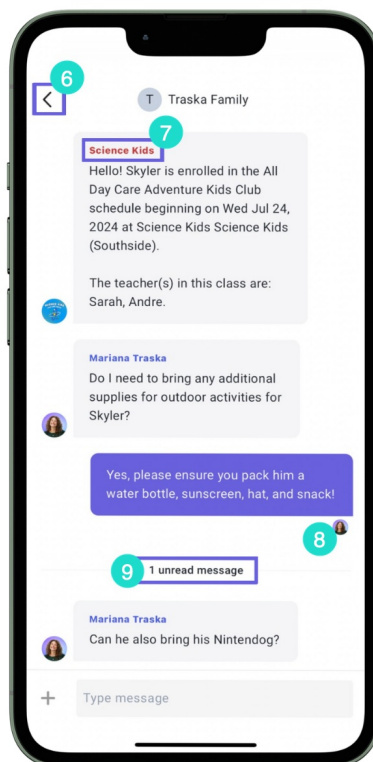 6
T Traska Family
7
Science Kids
Hello! Skyler is enrolled in the All
Day Care Adventure Kids Club
schedule beginning on Wed Jul 24,
2024 at Science Kids Science Kids
(Southside).
The teacher(s) in this class are:
Sarah, Andre.
Mariana Traska
Do I need to bring any additional
supplies for outdoor activities for
Skyler?
Yes, please ensure you pack him a
water bottle, sunscreen, hat, and snack!
8
9 1 unread message
Mariana Traska
Can he also bring his Nintendog?
+ Type message